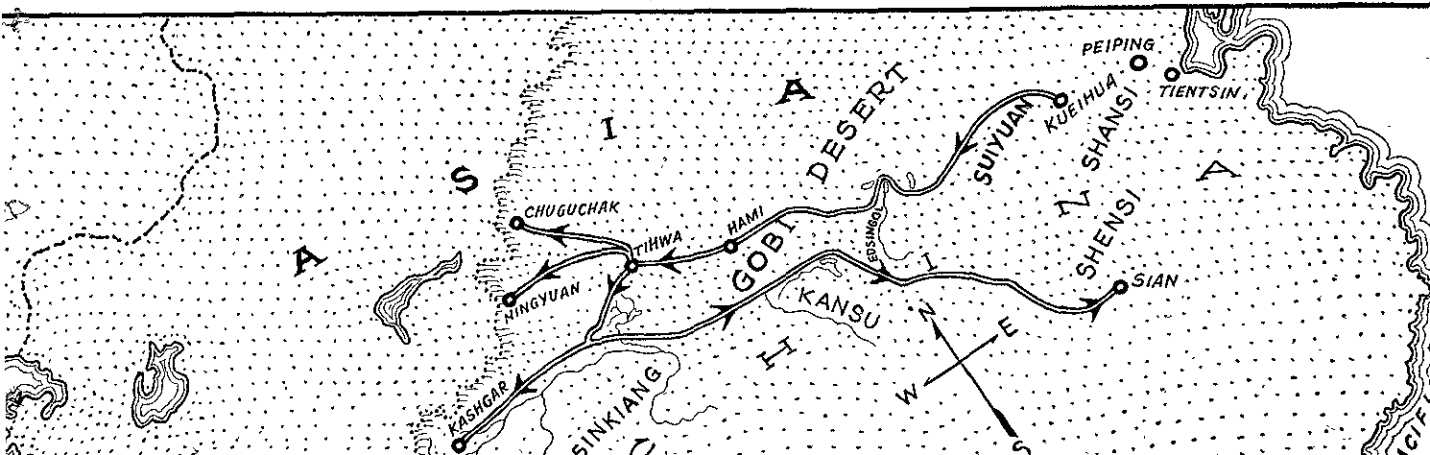 PEIPING
TIENTSIN
KUEIHUA
SUIYUAN
SHANSI
SHENSI
SIAN
A S I A
GOBI DESERT
CHUGUCHAK
TIHWA
HAMI
EDSINGOL
NINGYUAN
KANSU
KASHGAR
SINKIANG
C H I N A
N
E
W
S